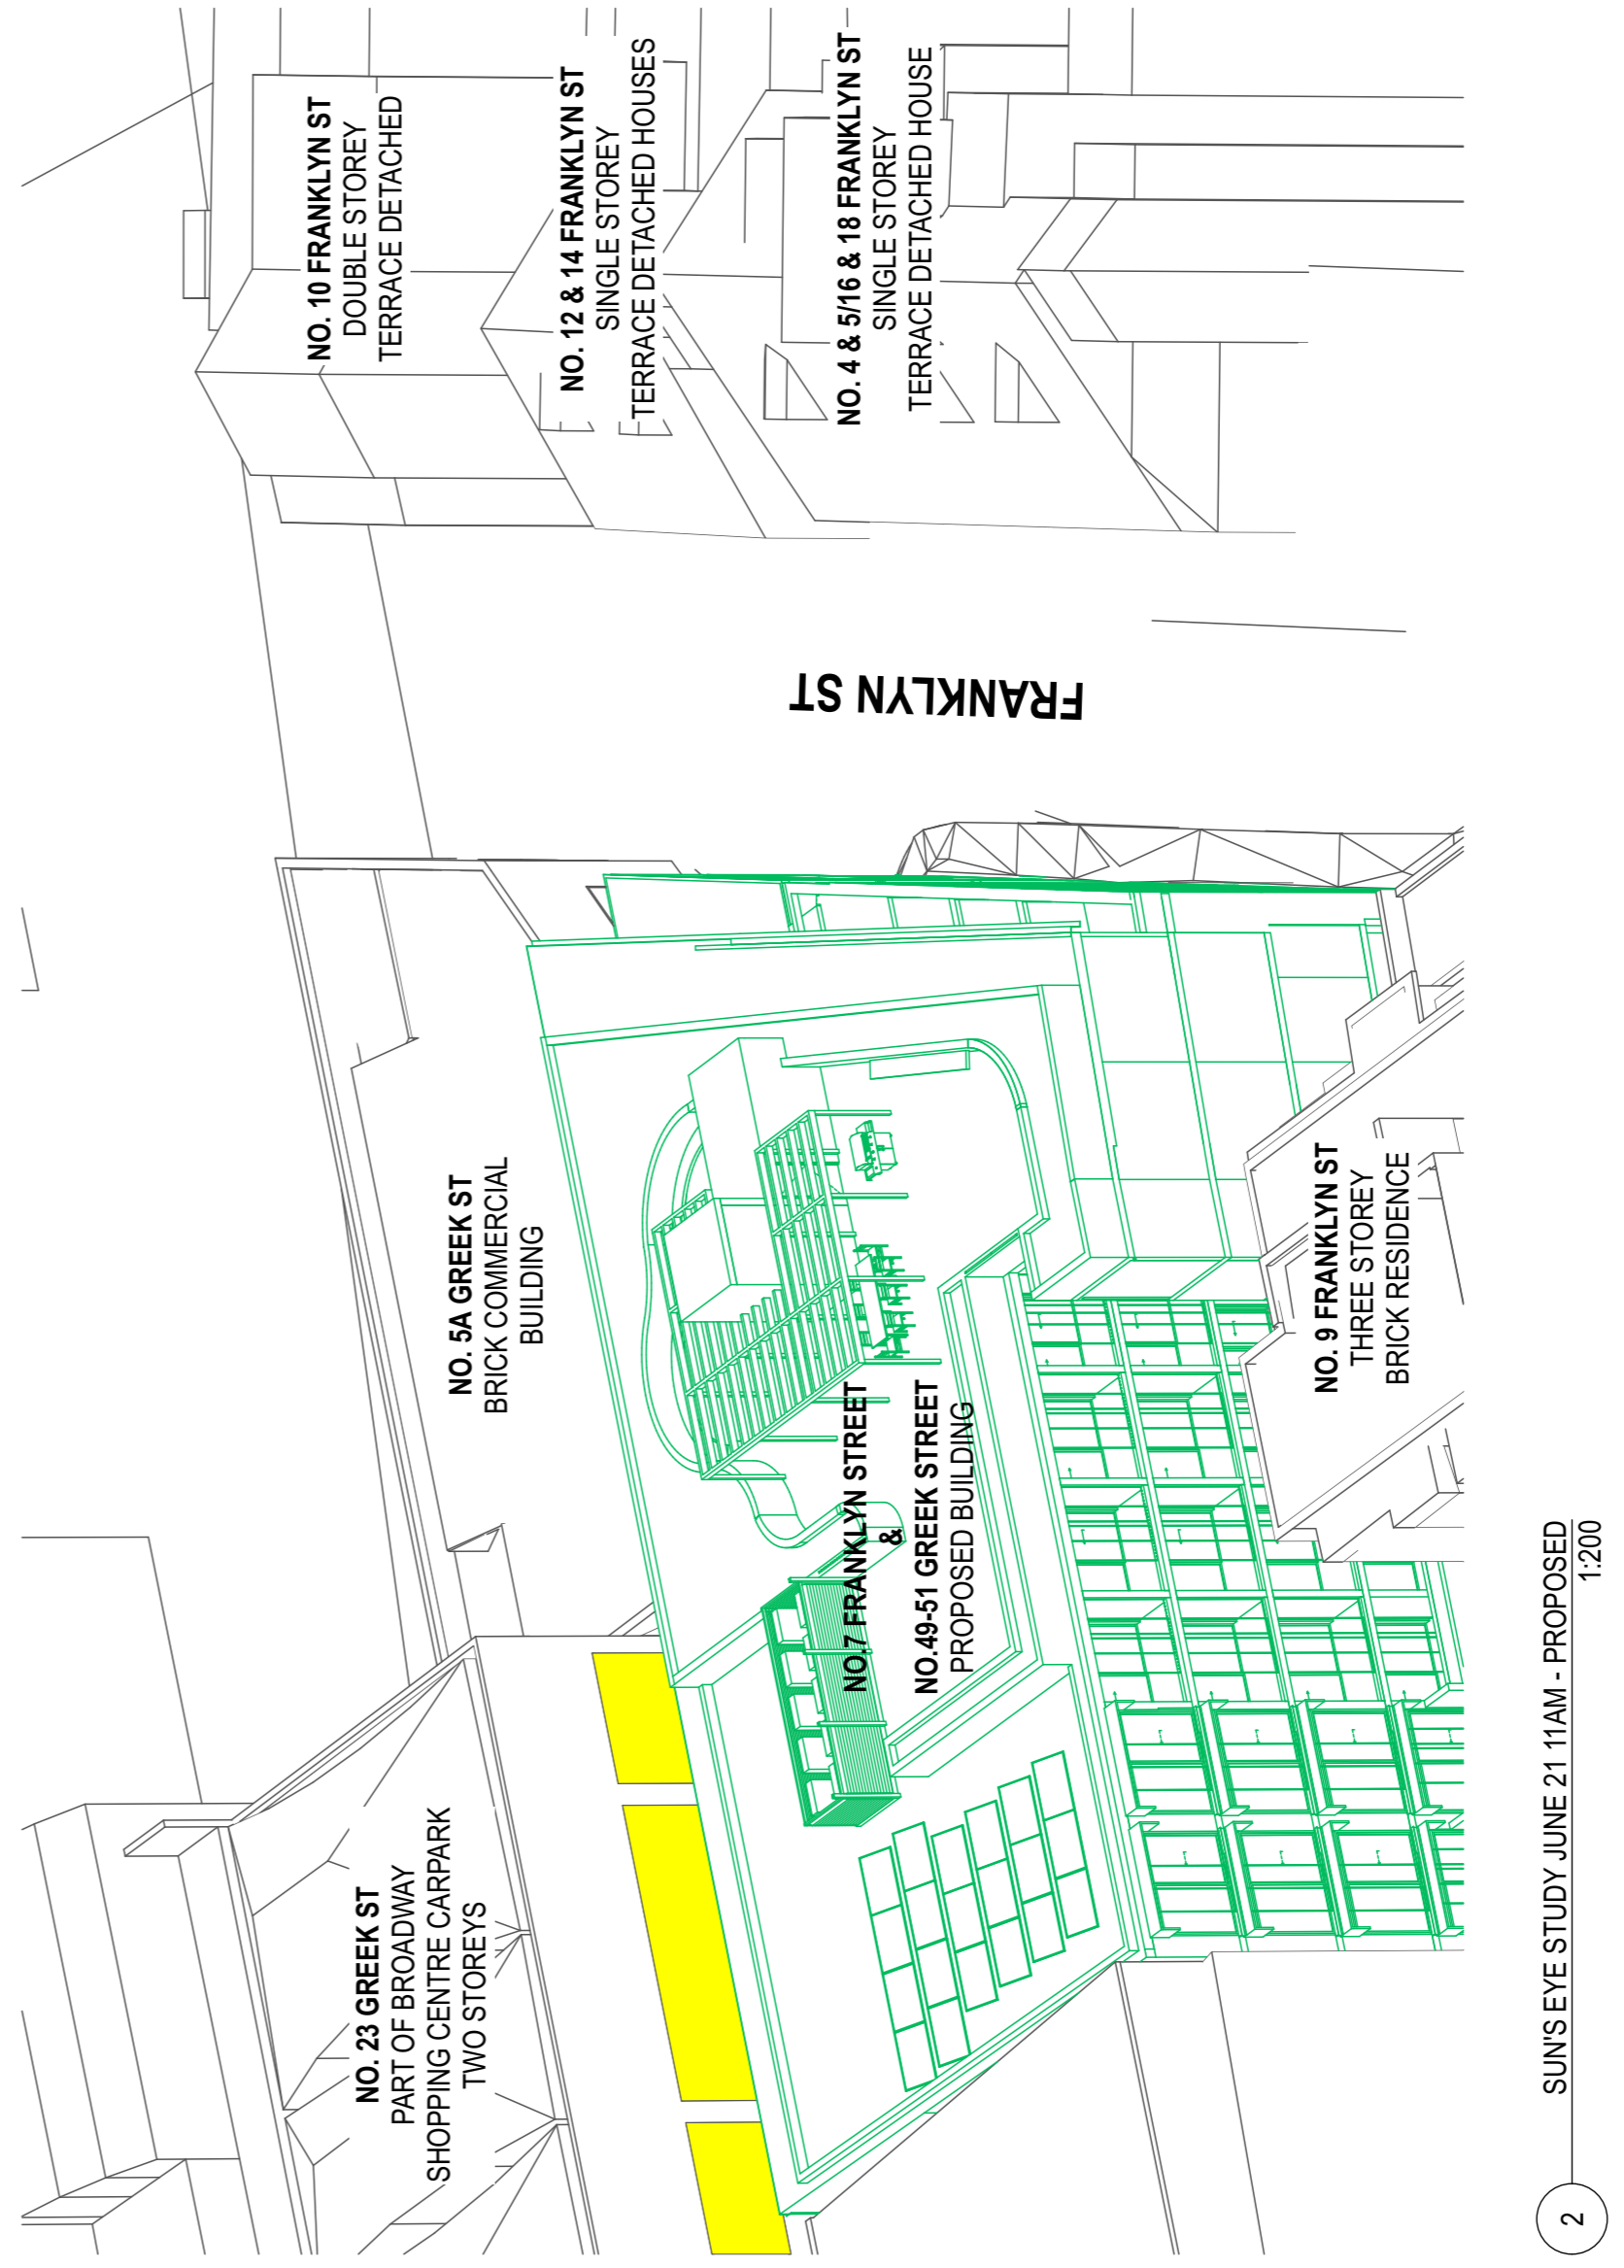 NO. 23 GREEK ST
PART OF BROADWAY
SHOPPING CENTRE CARPARK
TWO STOREYS
NO. 5A GREEK ST
BRICK COMMERCIAL
BUILDING
NO. 10 FRANKLYN ST
DOUBLE STOREY
TERRACE DETACHED
NO. 12 & 14 FRANKLYN ST
SINGLE STOREY
TERRACE DETACHED HOUSES
NO. 4 & 5/16 & 18 FRANKLYN ST
SINGLE STOREY
TERRACE DETACHED HOUSE
FRANKLYN ST
NO.7 FRANKLYN STREET
&
NO.49-51 GREEK STREET
PROPOSED BUILDING
NO. 9 FRANKLYN ST
THREE STOREY
BRICK RESIDENCE
2
SUN'S EYE STUDY JUNE 21 11AM - PROPOSED
1:200